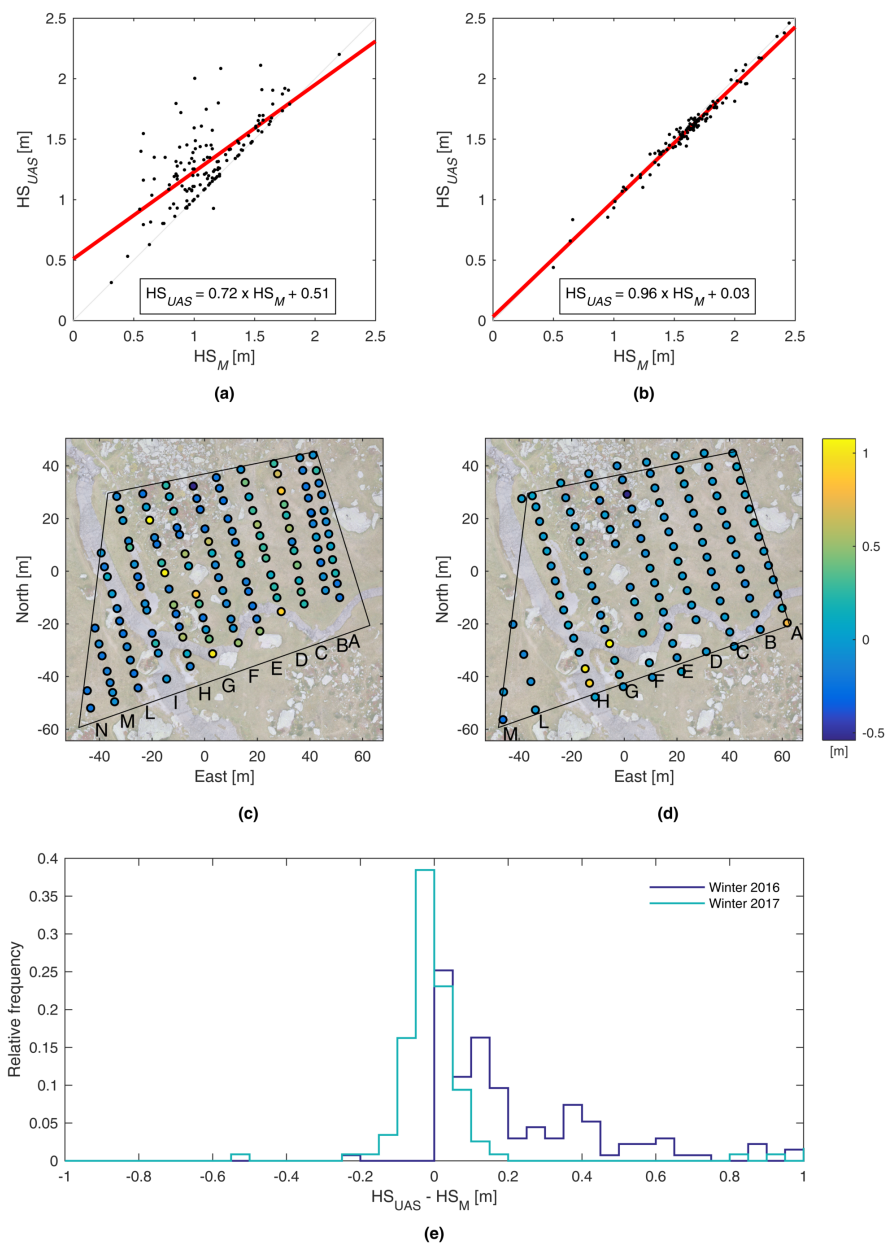 2.5
2
1.5
1
0.5
0
HS_UAS [m]
HS_UAS = 0.72 x HS_M + 0.51
0 0.5 1 1.5 2 2.5
HS_M [m]
(a)
2.5
2
1.5
1
0.5
0
HS_UAS [m]
HS_UAS = 0.96 x HS_M + 0.03
0 0.5 1 1.5 2 2.5
HS_M [m]
(b)
40
20
0
-20
-40
-60
North [m]
N M L I H G F E D C B A
-40 -20 0 20 40 60
East [m]
(c)
40
20
0
-20
-40
-60
North [m]
M L H G F E D C B A
-40 -20 0 20 40 60
East [m]
(d)
1
0
-0.5
[m]
0.4
0.35
0.3
0.25
0.2
0.15
0.1
0.05
0
Relative frequency
Winter 2016
Winter 2017
-1 -0.8 -0.6 -0.4 -0.2 0 0.2 0.4 0.6 0.8 1
HS_UAS - HS_M [m]
(e)